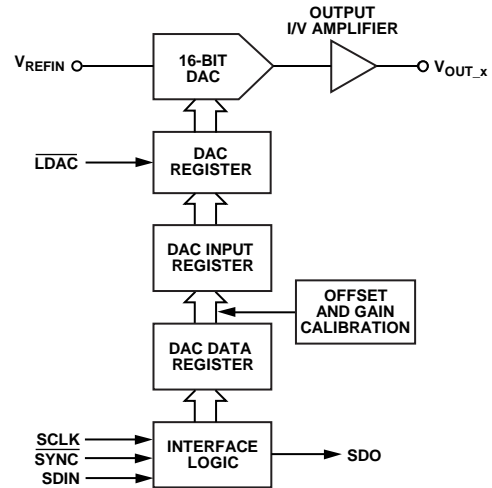 OUTPUT
I/V AMPLIFIER
VREFIN
16-BIT
DAC
VOUT_x
LDAC
DAC
REGISTER
DAC INPUT
REGISTER
OFFSET
AND GAIN
CALIBRATION
DAC DATA
REGISTER
SCLK
SYNC
SDIN
INTERFACE
LOGIC
SDO